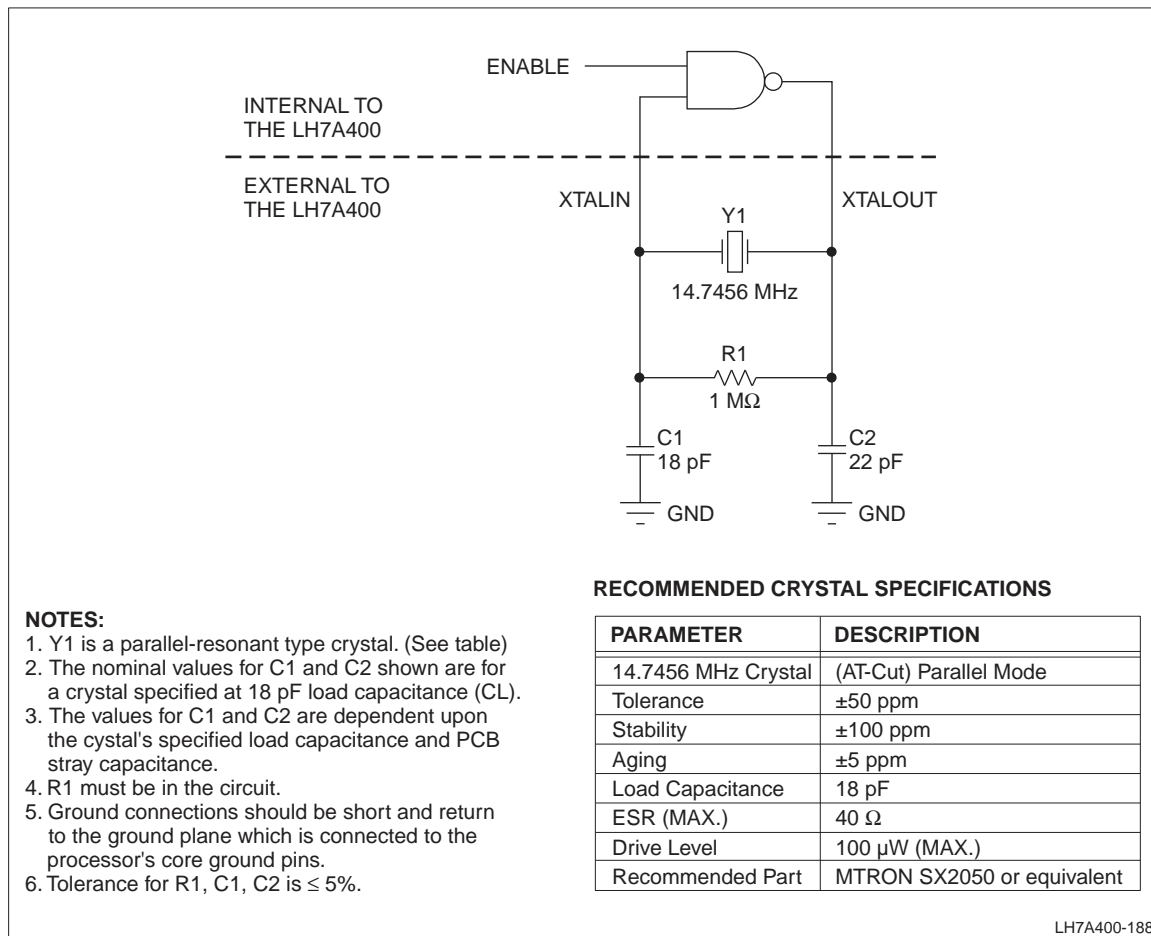 ENABLE
INTERNAL TO
THE LH7A400
EXTERNAL TO
THE LH7A400
XTALIN
XTALOUT
Y1
14.7456 MHz
R1
1 MΩ
C1
18 pF
C2
22 pF
GND
GND
NOTES:
1. Y1 is a parallel-resonant type crystal. (See table)
2. The nominal values for C1 and C2 shown are for
a crystal specified at 18 pF load capacitance (CL).
3. The values for C1 and C2 are dependent upon
the cystal's specified load capacitance and PCB
stray capacitance.
4. R1 must be in the circuit.
5. Ground connections should be short and return
to the ground plane which is connected to the
processor's core ground pins.
6. Tolerance for R1, C1, C2 is ≤ 5%.
RECOMMENDED CRYSTAL SPECIFICATIONS
PARAMETER DESCRIPTION
14.7456 MHz Crystal (AT-Cut) Parallel Mode
Tolerance ±50 ppm
Stability ±100 ppm
Aging ±5 ppm
Load Capacitance 18 pF
ESR (MAX.) 40 Ω
Drive Level 100 µW (MAX.)
Recommended Part MTRON SX2050 or equivalent
LH7A400-188